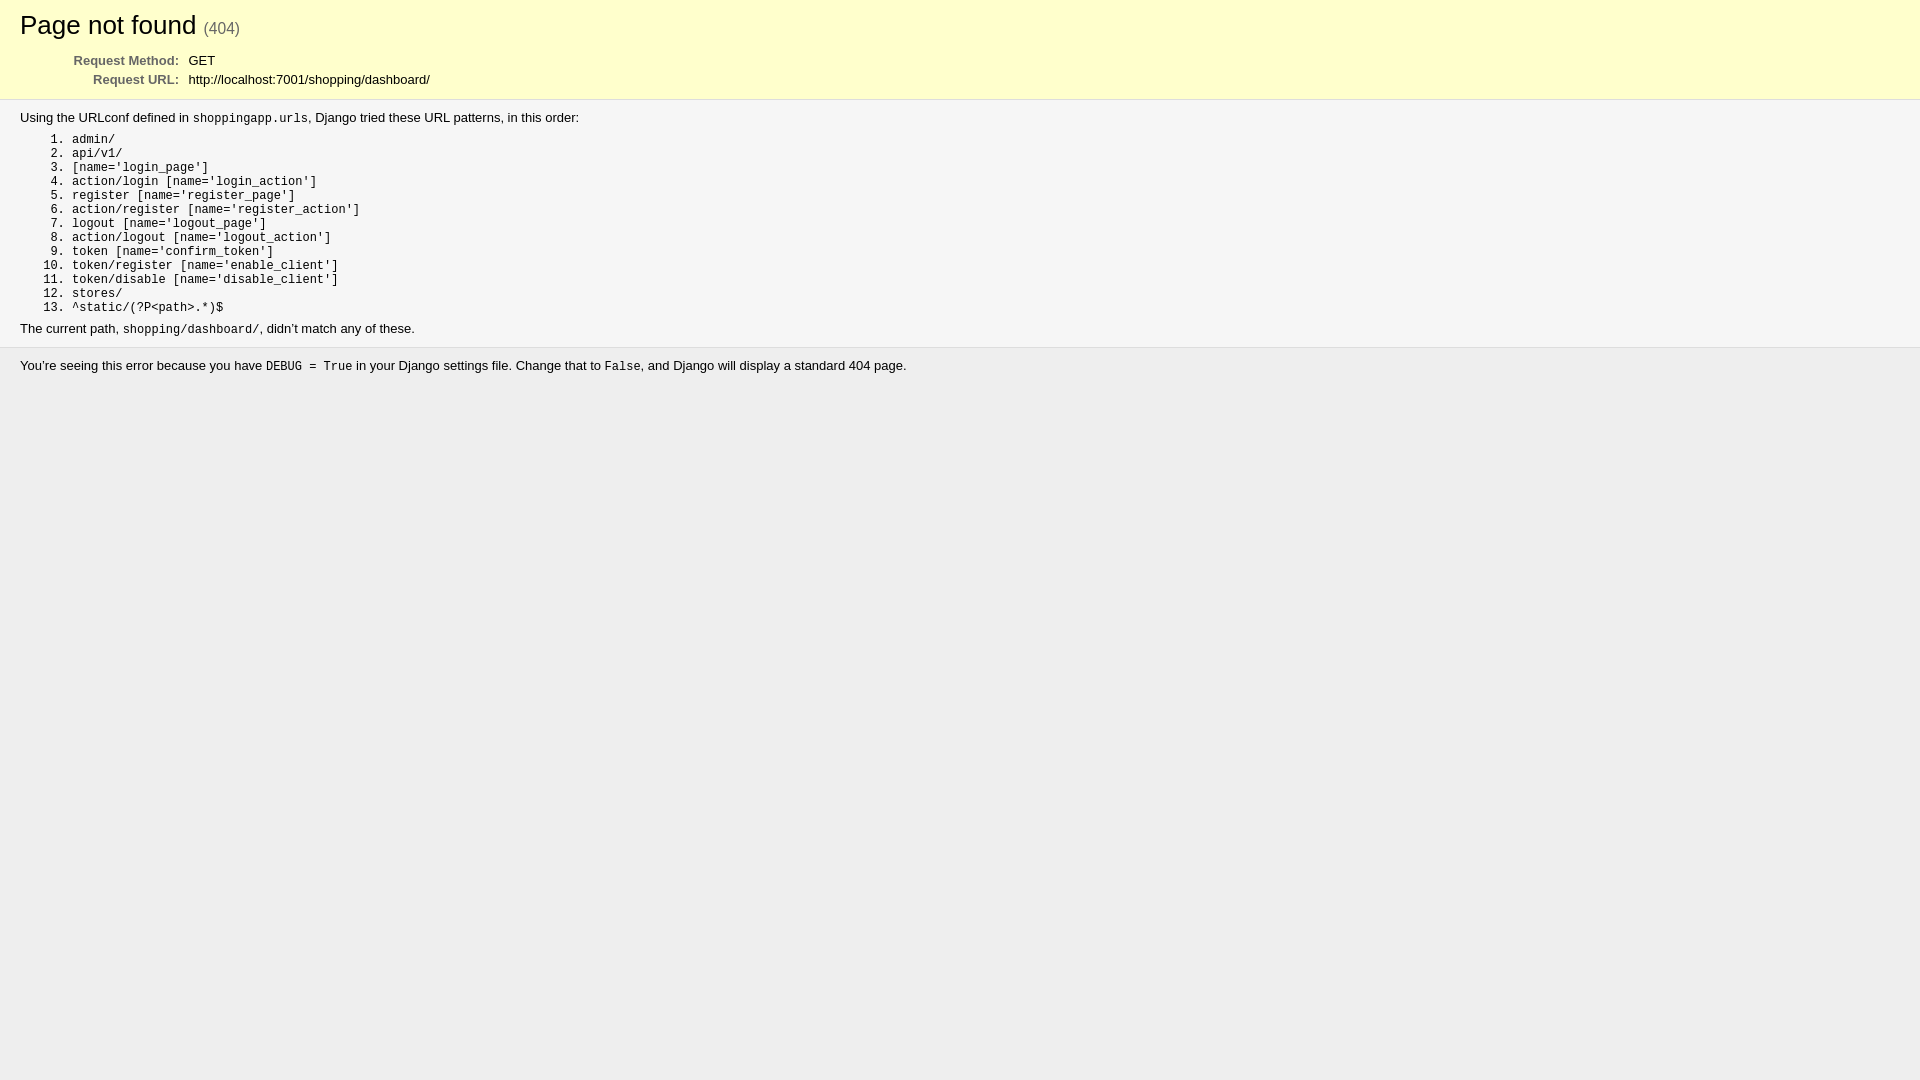 Page not found (404)
Request Method: GET
Request URL: http://localhost:7001/shopping/dashboard/
Using the URLconf defined in shoppingapp.urls, Django tried these URL patterns, in this order:
1. admin/
2. api/v1/
3. [name='login_page']
4. action/login [name='login_action']
5. register [name='register_page']
6. action/register [name='register_action']
7. logout [name='logout_page']
8. action/logout [name='logout_action']
9. token [name='confirm_token']
10. token/register [name='enable_client']
11. token/disable [name='disable_client']
12. stores/
13. ^static/(?P<path>.*)$
The current path, shopping/dashboard/, didn’t match any of these.
You’re seeing this error because you have DEBUG = True in your Django settings file. Change that to False, and Django will display a standard 404 page.